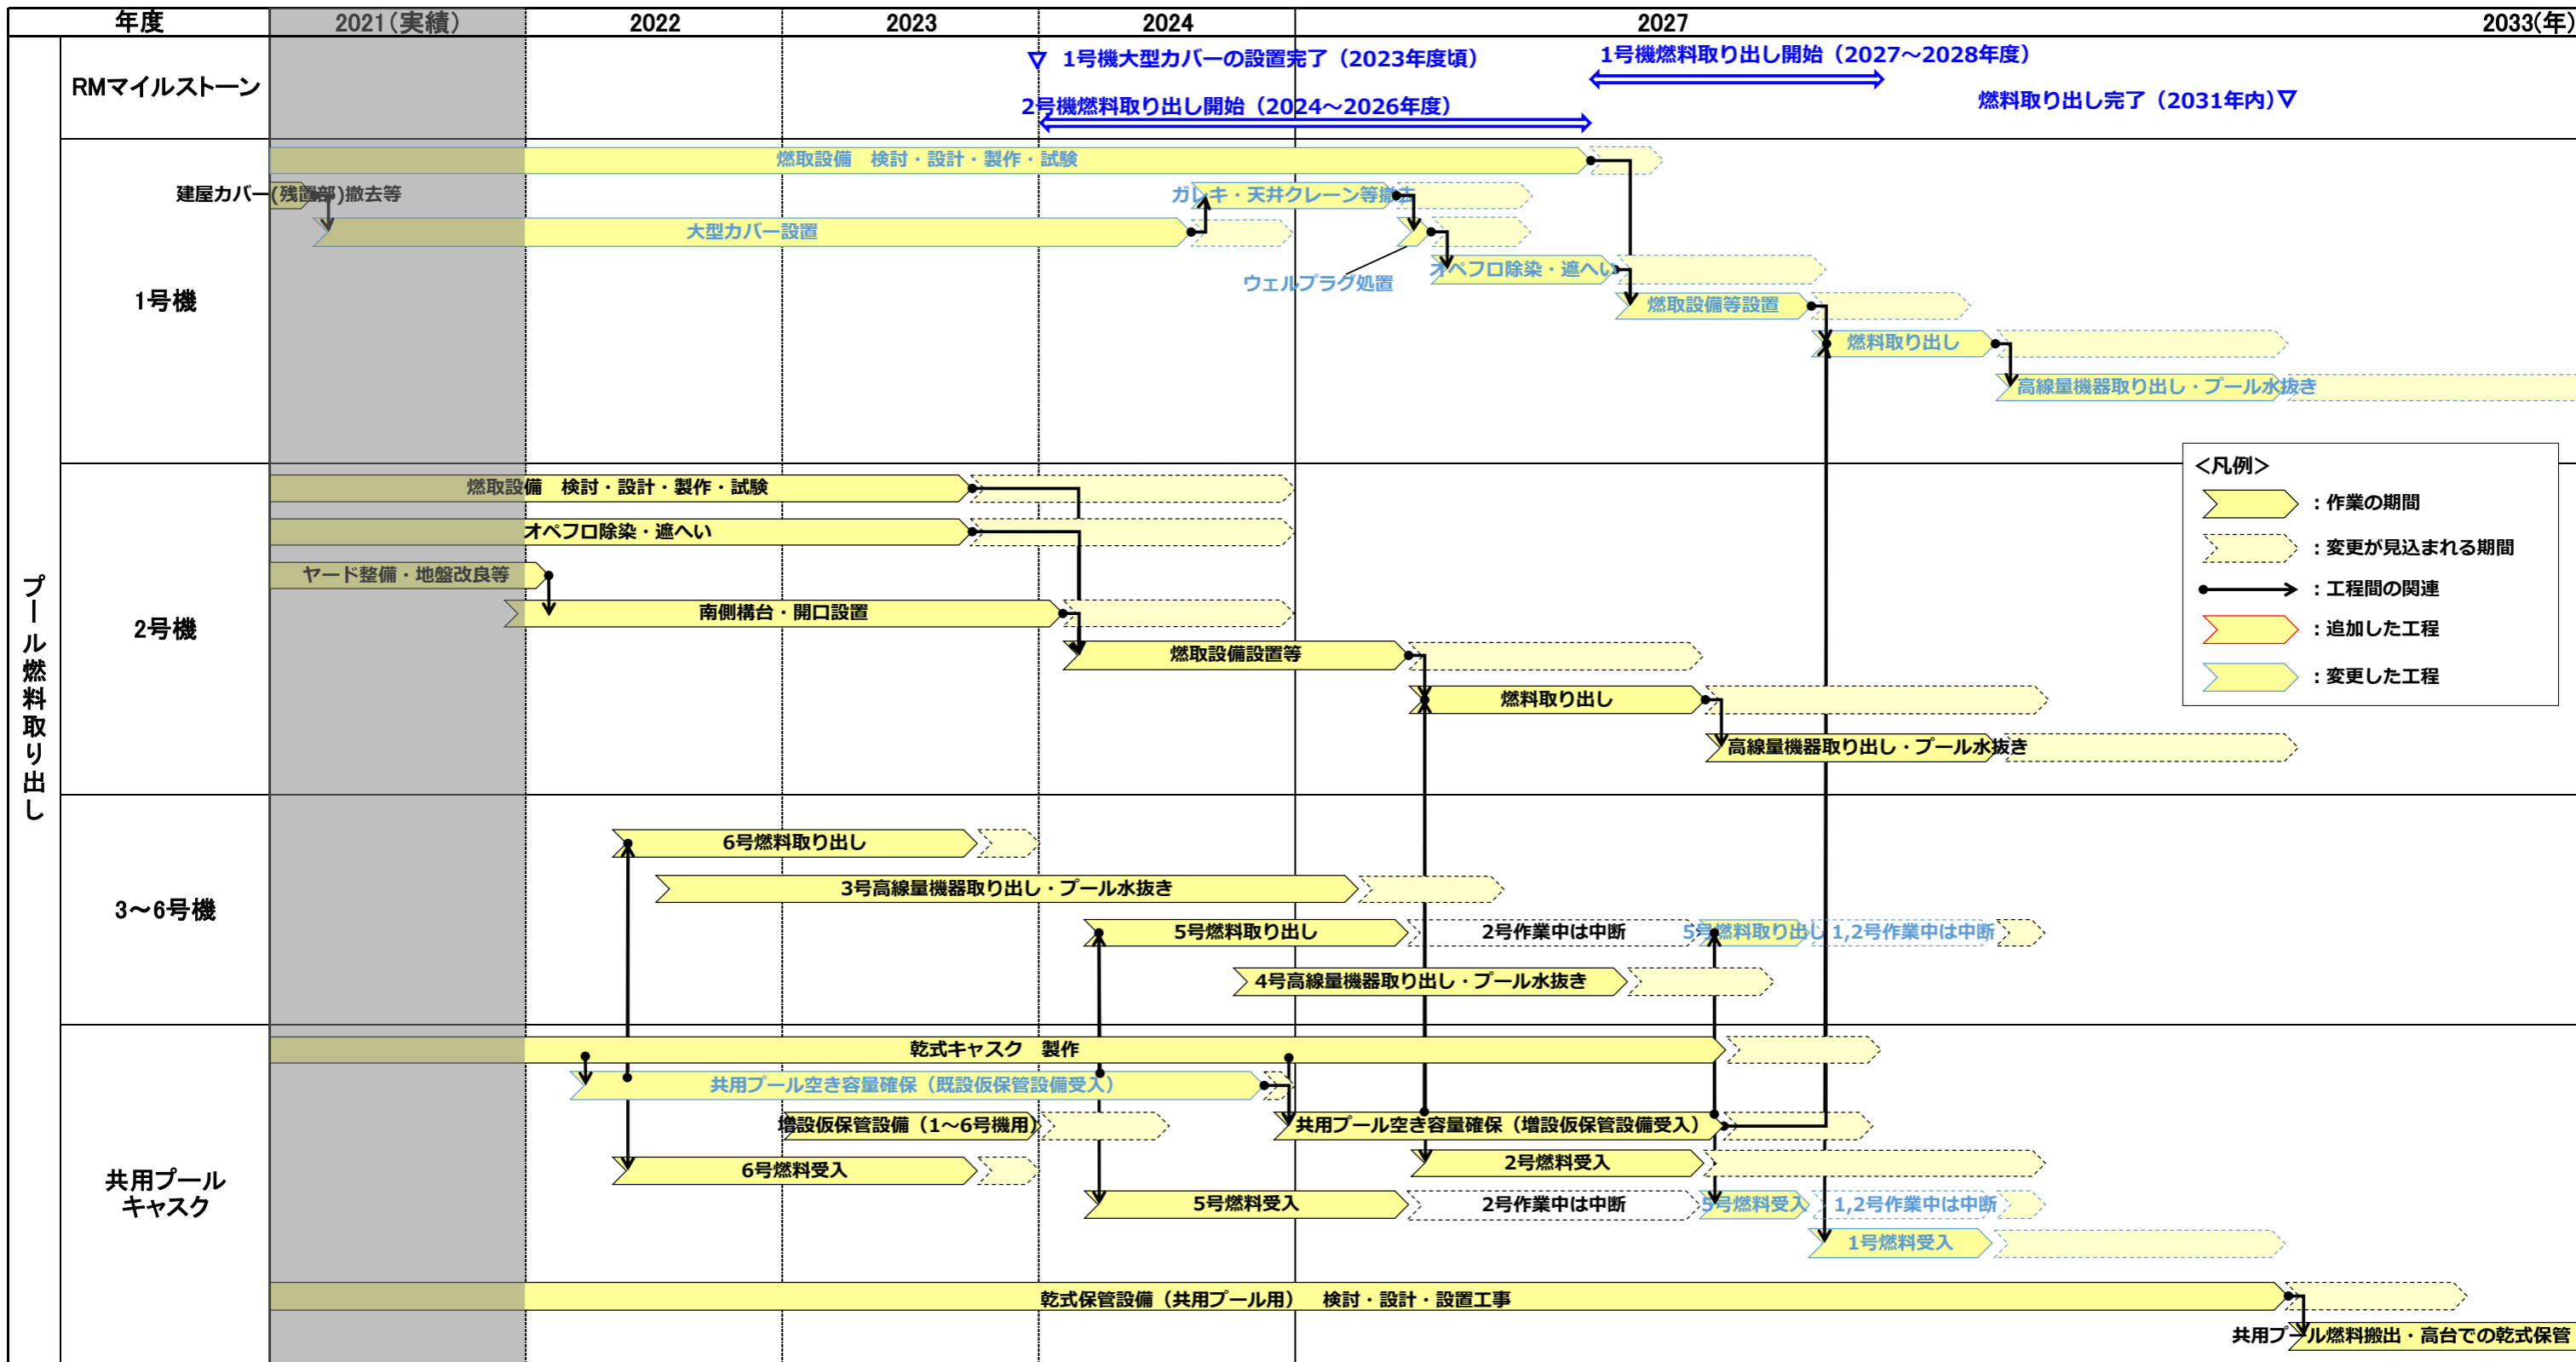 年度 2021(実績) 2022 2023 2024 2027 2033(年)
プール燃料取り出し
RMマイルストーン
1号機大型カバーの設置完了（2023年度頃）
1号機燃料取り出し開始（2027～2028年度）
2号機燃料取り出し開始（2024～2026年度）
燃料取り出し完了（2031年内）
1号機
燃取設備　検討・設計・製作・試験
建屋カバー(残置部)撤去等
ガレキ・天井クレーン等撤去
大型カバー設置
ウェルプラグ処置
オペフロ除染・遮へい
燃取設備等設置
燃料取り出し
高線量機器取り出し・プール水抜き
＜凡例＞
：作業の期間
：変更が見込まれる期間
：工程間の関連
：追加した工程
：変更した工程
2号機
燃取設備　検討・設計・製作・試験
オペフロ除染・遮へい
ヤード整備・地盤改良等
南側構台・開口設置
燃取設備設置等
燃料取り出し
高線量機器取り出し・プール水抜き
3～6号機
6号燃料取り出し
3号高線量機器取り出し・プール水抜き
5号燃料取り出し 2号作業中は中断 5号燃料取り出し 1,2号作業中は中断
4号高線量機器取り出し・プール水抜き
共用プール
キャスク
乾式キャスク　製作
共用プール空き容量確保（既設仮保管設備受入）
増設仮保管設備（1～6号機用）
共用プール空き容量確保（増設仮保管設備受入）
6号燃料受入
2号燃料受入
5号燃料受入 2号作業中は中断 5号燃料受入 1,2号作業中は中断
1号燃料受入
乾式保管設備（共用プール用）　検討・設計・設置工事
共用プール燃料搬出・高台での乾式保管